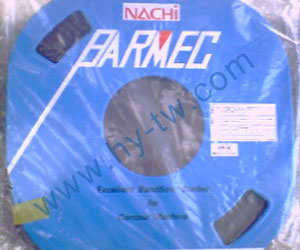 NACHi
BARMEC
www.ny-tw.com
Excellent BandSaw Blades
for
Contour Machine